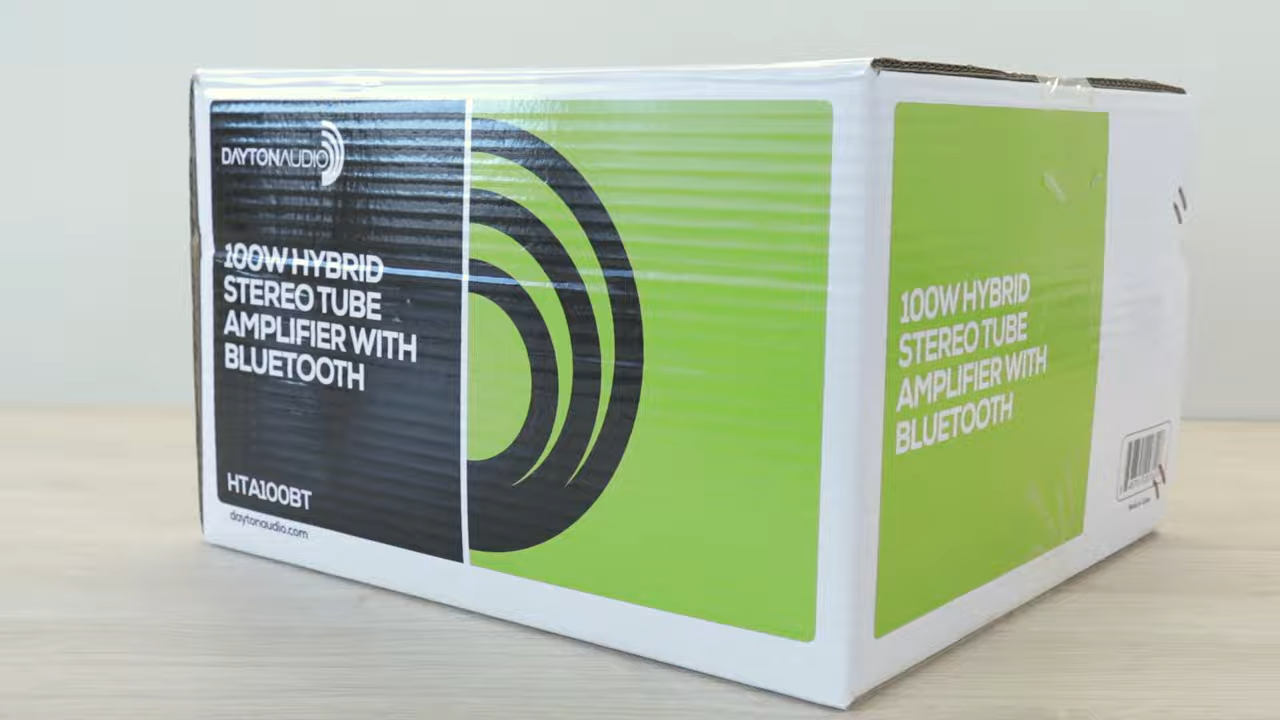 DAYTONAUDIO
100W HYBRID
STEREO TUBE
AMPLIFIER WITH
BLUETOOTH
HTA100BT
daytonaudio.com
100W HYBRID
STEREO TUBE
AMPLIFIER WITH
BLUETOOTH